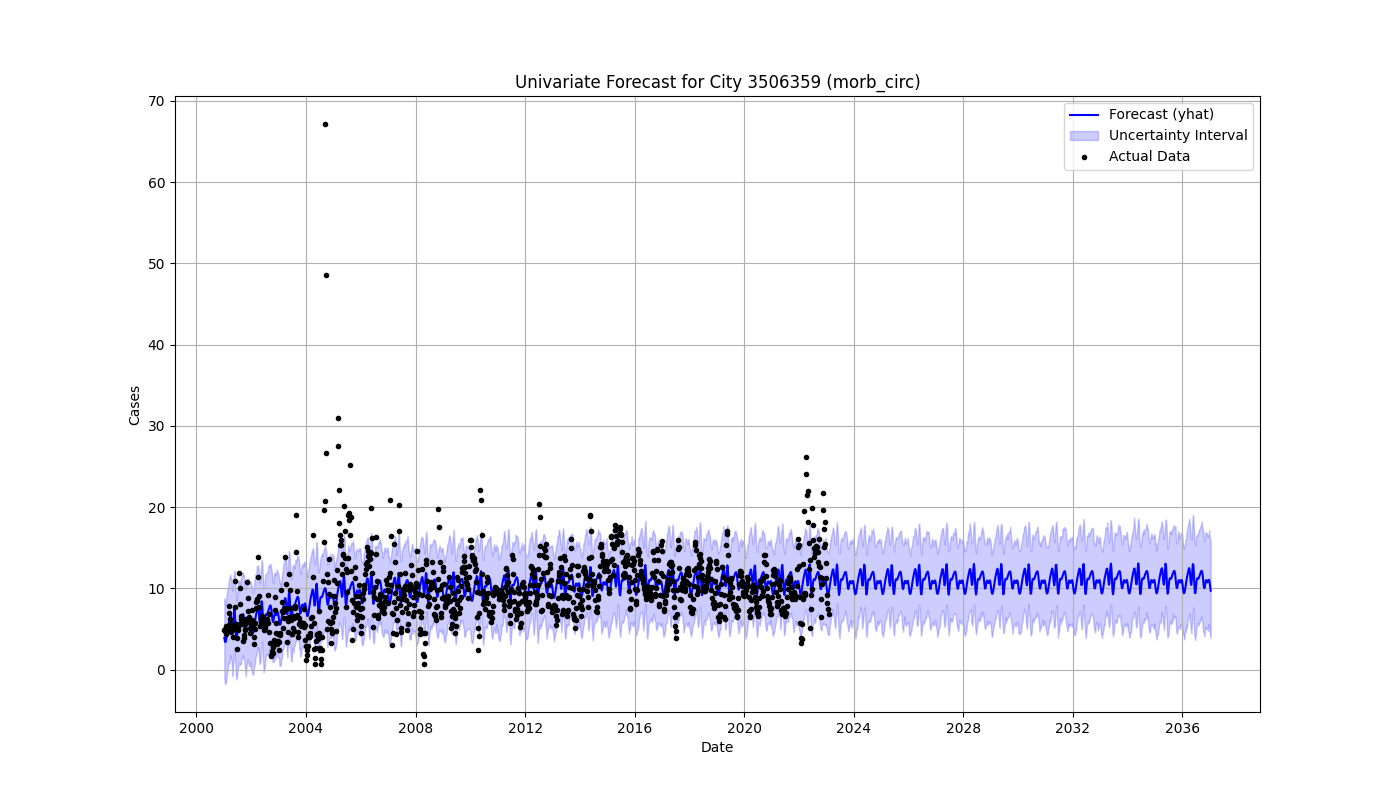 Univariate Forecast for City 3506359 (morb_circ)
Forecast (yhat)
Uncertainty Interval
Actual Data
Cases
70
60
50
40
30
20
10
0
2000 2004 2008 2012 2016 2020 2024 2028 2032 2036
Date